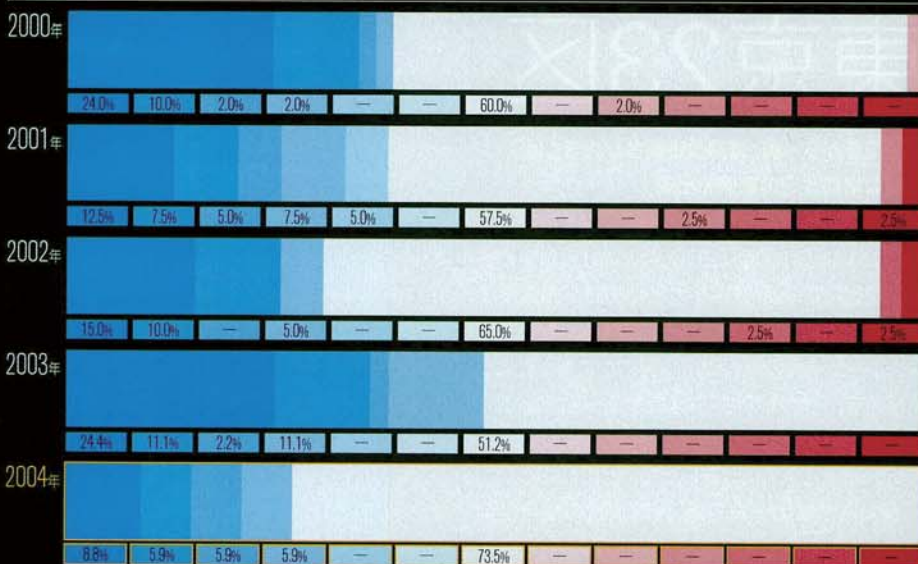 2000年
24.0% 10.0% 2.0% 2.0% — — 60.0% — 2.0% — — — —
2001年
12.5% 7.5% 5.0% 7.5% 5.0% — 57.5% — — 2.5% — — 2.5%
2002年
15.0% 10.0% — 5.0% — — 65.0% — — — 2.5% — 2.5%
2003年
24.4% 11.1% 2.2% 11.1% — — 51.2% — — — — — —
2004年
8.8% 5.9% 5.9% 5.9% — — 73.5% — — — — — —